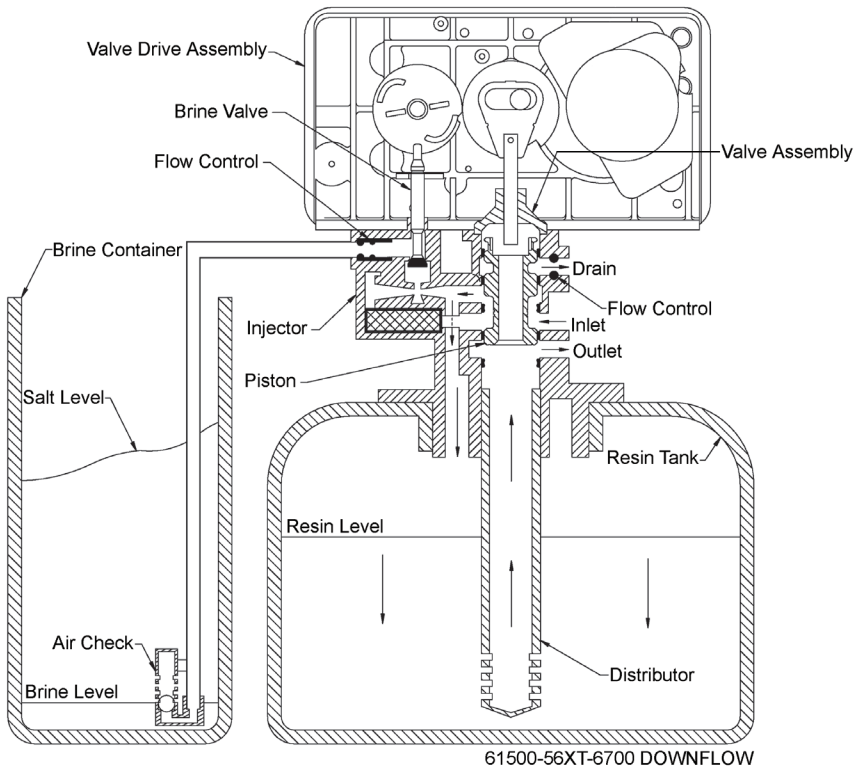 Valve Drive Assembly
Brine Valve
Flow Control
Valve Assembly
Brine Container
Drain
Flow Control
Injector
Inlet
Outlet
Piston
Salt Level
Resin Tank
Resin Level
Air Check
Distributor
Brine Level
61500-56XT-6700 DOWNFLOW